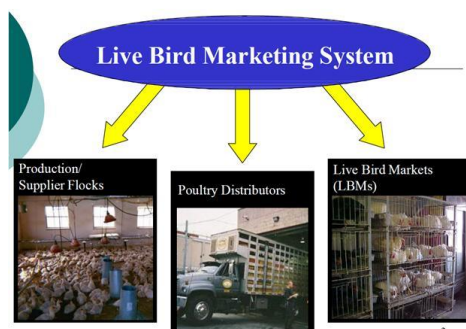 Live Bird Marketing System
Production/
Supplier Flocks
Poultry Distributors
Live Bird Markets
(LBMs)